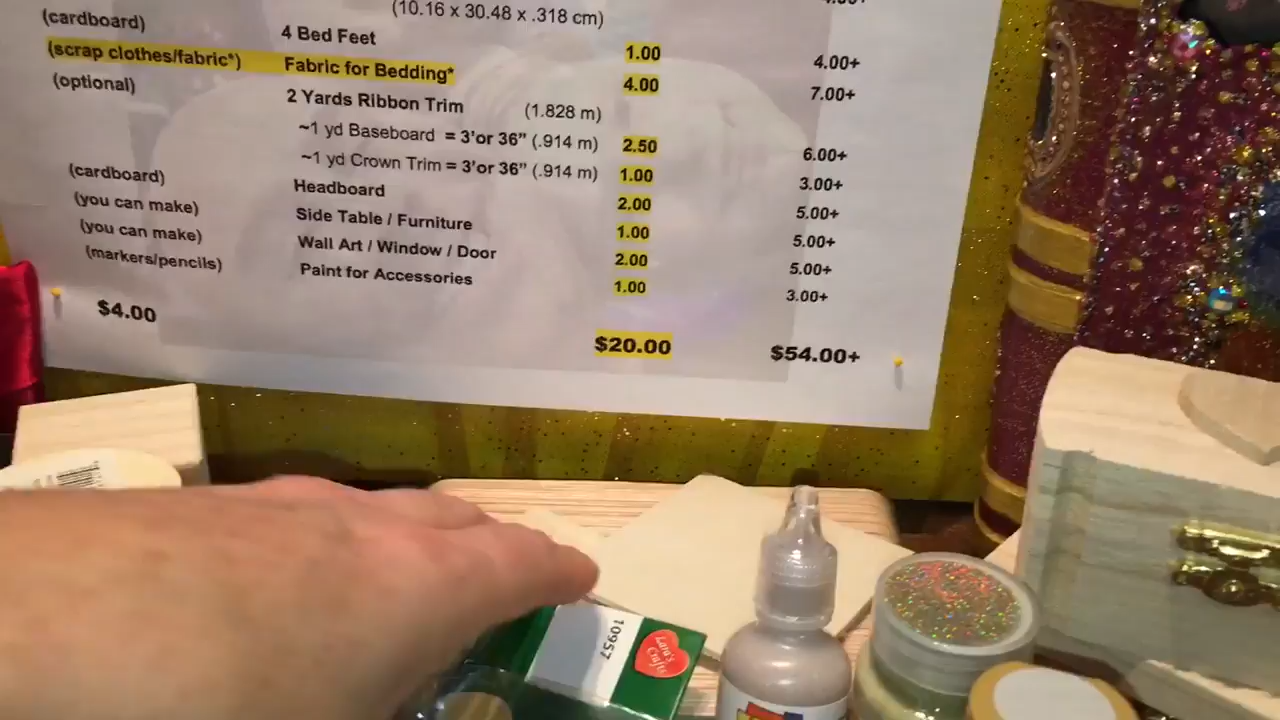 (10.16 x 30.48 x .318 cm)
(cardboard) 4 Bed Feet 1.00 4.00+
(scrap clothes/fabric*) Fabric for Bedding* 4.00 7.00+
(optional) 2 Yards Ribbon Trim (1.828 m)
~1 yd Baseboard = 3'or 36” (.914 m) 2.50 6.00+
~1 yd Crown Trim = 3'or 36” (.914 m) 1.00 3.00+
(cardboard) Headboard 2.00 5.00+
(you can make) Side Table / Furniture 1.00 5.00+
(you can make) Wall Art / Window / Door 2.00 5.00+
(markers/pencils) Paint for Accessories 1.00 3.00+
$4.00 $20.00 $54.00+
10957
Lara's
Crafts